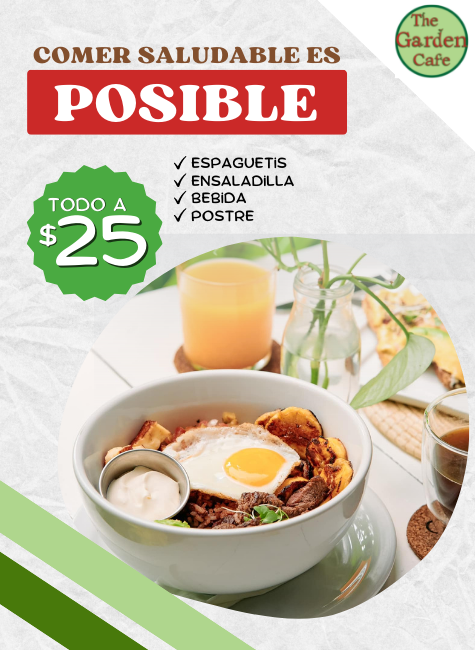 The
Garden
Cafe
COMER SALUDABLE ES
POSIBLE
✓ ESPAGUETIS
✓ ENSALADILLA
✓ BEBIDA
✓ POSTRE
TODO A
$25